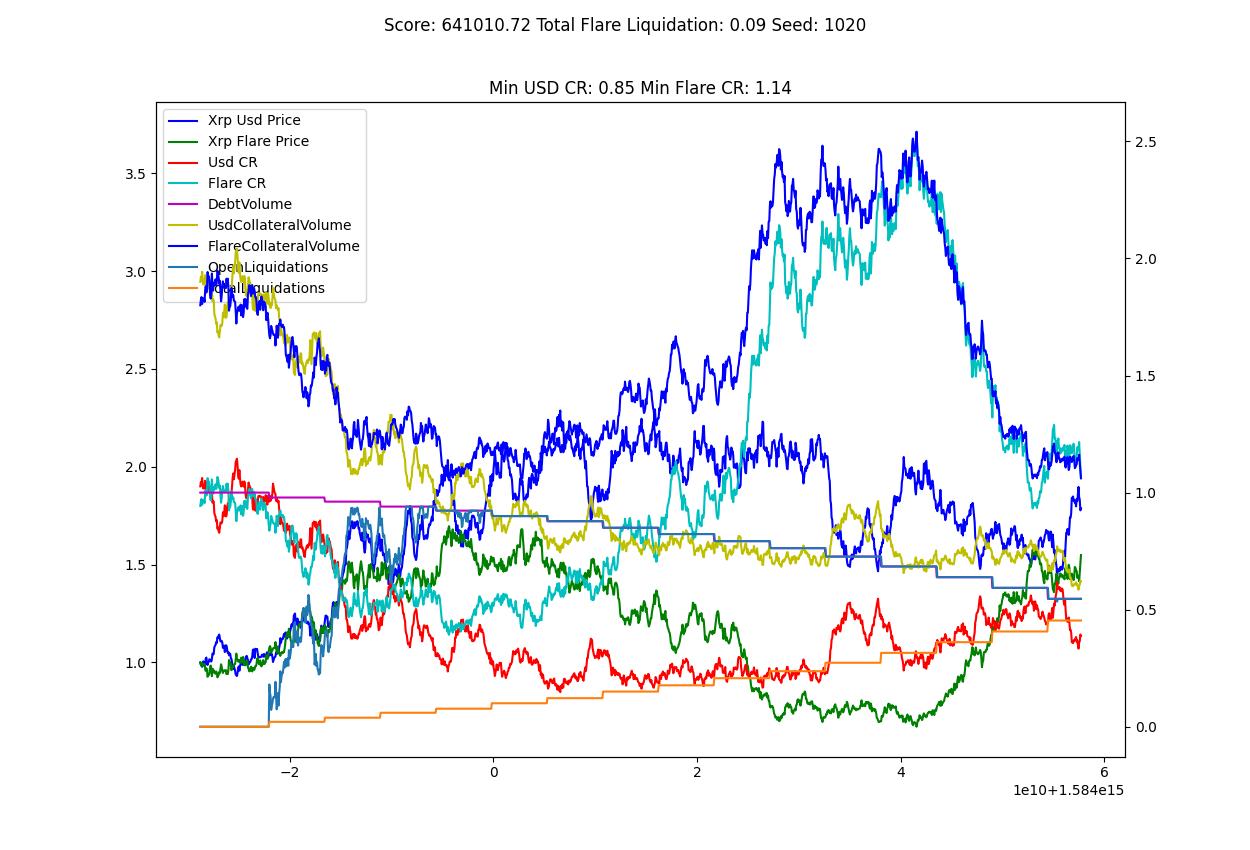 Score: 641010.72 Total Flare Liquidation: 0.09 Seed: 1020
Min USD CR: 0.85 Min Flare CR: 1.14
Xrp Usd Price
Xrp Flare Price
Usd CR
Flare CR
DebtVolume
UsdCollateralVolume
FlareCollateralVolume
OpenLiquidations
TotalLiquidations
3.5
3.0
2.5
2.0
1.5
1.0
2.5
2.0
1.5
1.0
0.5
0.0
−2 0 2 4 6
1e10+1.584e15